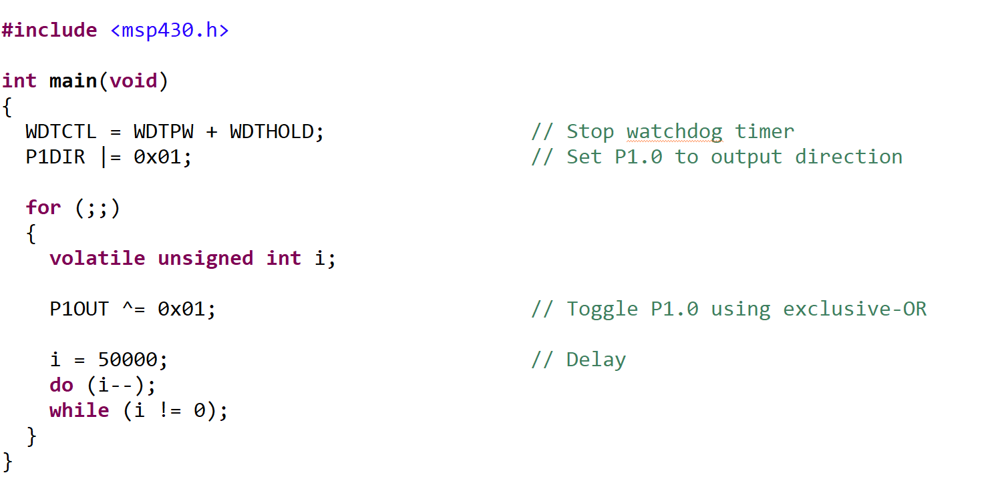 #include <msp430.h>
int main(void)
{
WDTCTL = WDTPW + WDTHOLD; // Stop watchdog timer
P1DIR |= 0x01; // Set P1.0 to output direction
for (;;)
{
volatile unsigned int i;
P1OUT ^= 0x01; // Toggle P1.0 using exclusive-OR
i = 50000; // Delay
do (i--);
while (i != 0);
}
}